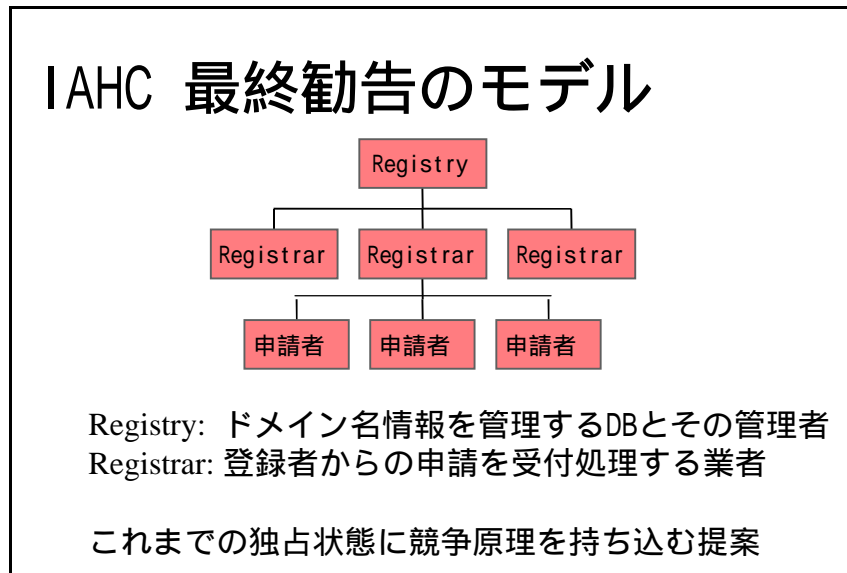 IAHC 最終勧告のモデル
Registry
Registrar Registrar Registrar
申請者 申請者 申請者
Registry: ドメイン名情報を管理するDBとその管理者
Registrar: 登録者からの申請を受付処理する業者
これまでの独占状態に競争原理を持ち込む提案